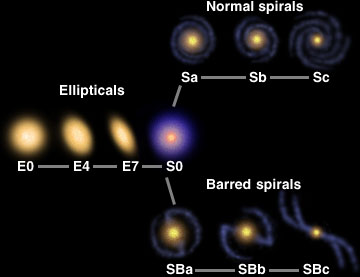 Normal spirals
Sa Sb Sc
Ellipticals
E0 E4 E7 S0
Barred spirals
SBa SBb SBc